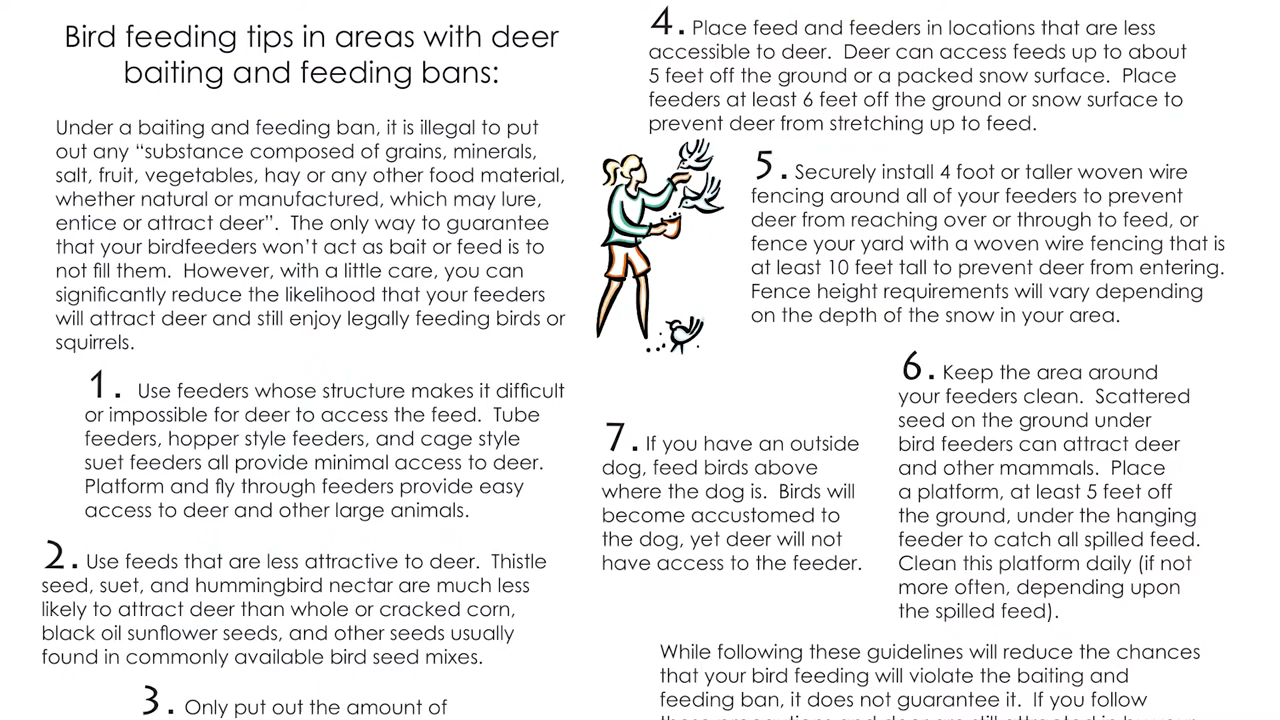 Bird feeding tips in areas with deer
baiting and feeding bans:
Under a baiting and feeding ban, it is illegal to put
out any “substance composed of grains, minerals,
salt, fruit, vegetables, hay or any other food material,
whether natural or manufactured, which may lure,
entice or attract deer”.  The only way to guarantee
that your birdfeeders won’t act as bait or feed is to
not fill them.  However, with a little care, you can
significantly reduce the likelihood that your feeders
will attract deer and still enjoy legally feeding birds or
squirrels.
1. Use feeders whose structure makes it difficult
or impossible for deer to access the feed.  Tube
feeders, hopper style feeders, and cage style
suet feeders all provide minimal access to deer.
Platform and fly through feeders provide easy
access to deer and other large animals.
2. Use feeds that are less attractive to deer.  Thistle
seed, suet, and hummingbird nectar are much less
likely to attract deer than whole or cracked corn,
black oil sunflower seeds, and other seeds usually
found in commonly available bird seed mixes.
3. Only put out the amount of
4. Place feed and feeders in locations that are less
accessible to deer.  Deer can access feeds up to about
5 feet off the ground or a packed snow surface.  Place
feeders at least 6 feet off the ground or snow surface to
prevent deer from stretching up to feed.
5. Securely install 4 foot or taller woven wire
fencing around all of your feeders to prevent
deer from reaching over or through to feed, or
fence your yard with a woven wire fencing that is
at least 10 feet tall to prevent deer from entering.
Fence height requirements will vary depending
on the depth of the snow in your area.
6. Keep the area around
your feeders clean.  Scattered
seed on the ground under
bird feeders can attract deer
and other mammals.  Place
a platform, at least 5 feet off
the ground, under the hanging
feeder to catch all spilled feed.
Clean this platform daily (if not
more often, depending upon
the spilled feed).
7. If you have an outside
dog, feed birds above
where the dog is.  Birds will
become accustomed to
the dog, yet deer will not
have access to the feeder.
While following these guidelines will reduce the chances
that your bird feeding will violate the baiting and
feeding ban, it does not guarantee it.  If you follow